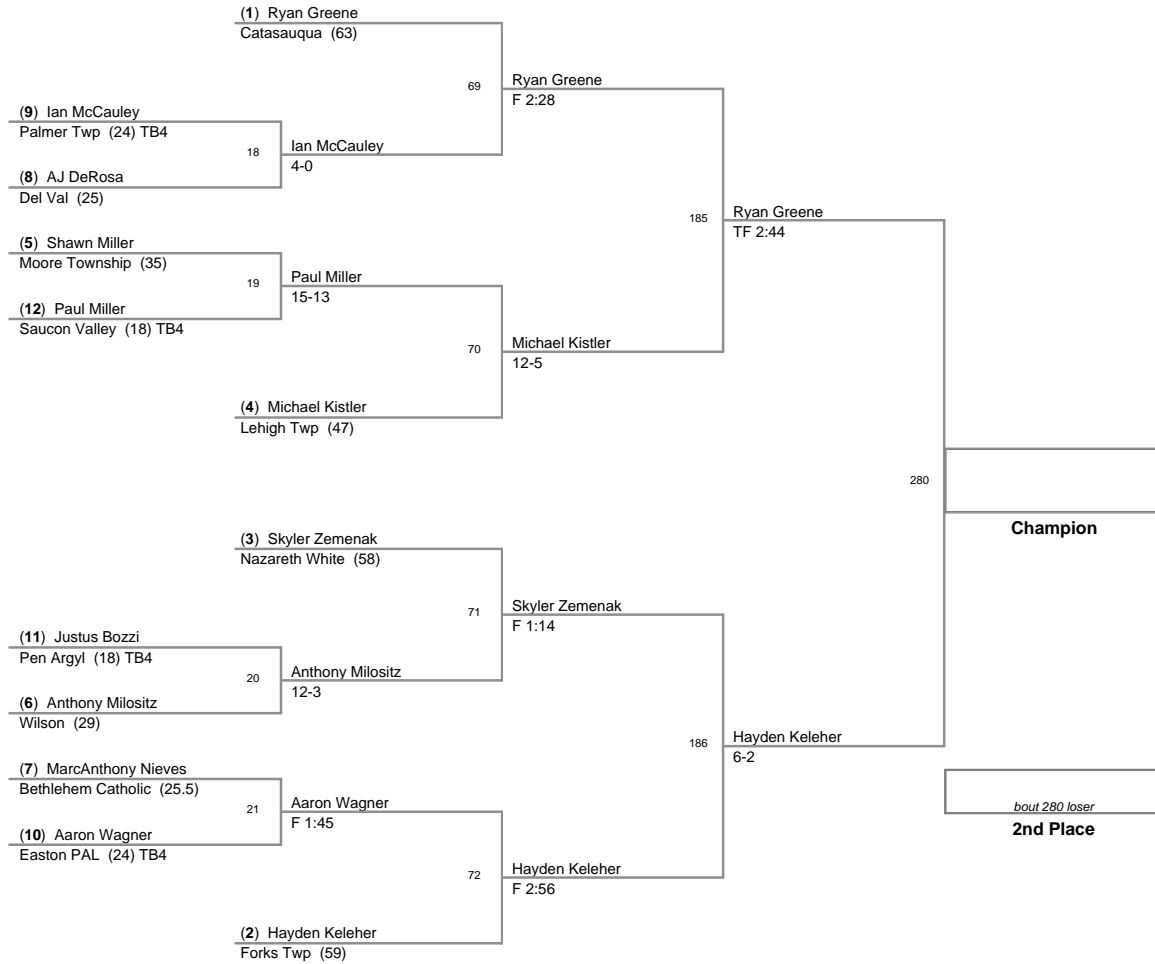 (1) Ryan Greene
Catasauqua (63)
69
Ryan Greene
F 2:28
(9) Ian McCauley
Palmer Twp (24) TB4
18
Ian McCauley
4-0
(8) AJ DeRosa
Del Val (25)
185
Ryan Greene
TF 2:44
(5) Shawn Miller
Moore Township (35)
19
Paul Miller
15-13
(12) Paul Miller
Saucon Valley (18) TB4
70
Michael Kistler
12-5
(4) Michael Kistler
Lehigh Twp (47)
280
Champion
(3) Skyler Zemenak
Nazareth White (58)
71
Skyler Zemenak
F 1:14
(11) Justus Bozzi
Pen Argyl (18) TB4
20
Anthony Milositz
12-3
(6) Anthony Milositz
Wilson (29)
186
Hayden Keleher
6-2
(7) MarcAnthony Nieves
Bethlehem Catholic (25.5)
21
Aaron Wagner
F 1:45
(10) Aaron Wagner
Easton PAL (24) TB4
bout 280 loser
2nd Place
72
Hayden Keleher
F 2:56
(2) Hayden Keleher
Forks Twp (59)